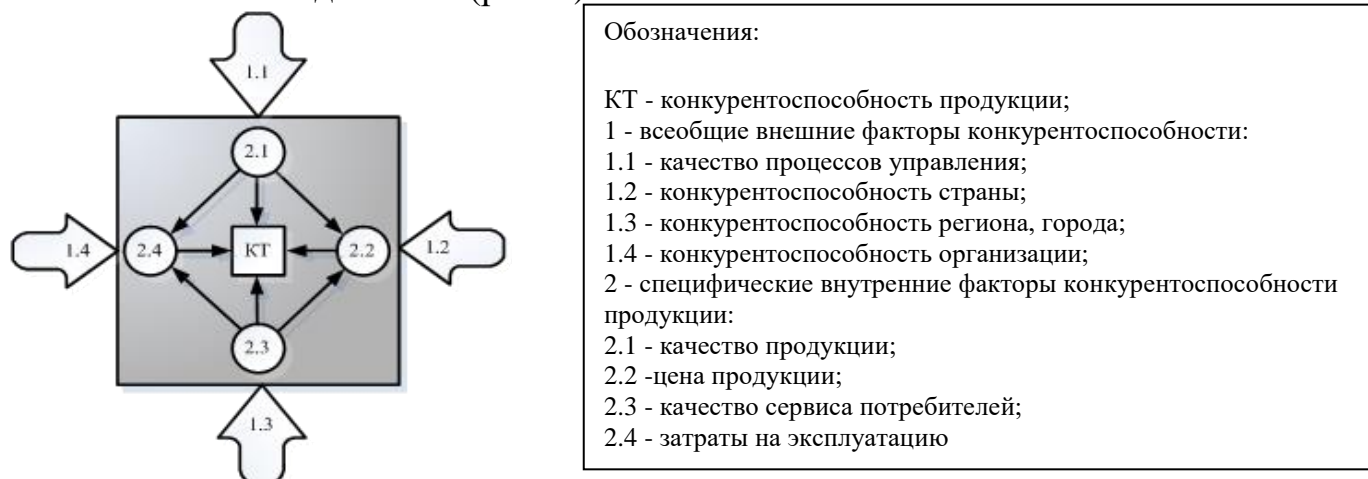 1.1
2.1
1.4
2.4
КТ
2.2
1.2
2.3
1.3
Обозначения:
КТ - конкурентоспособность продукции;
1 - всеобщие внешние факторы конкурентоспособности:
1.1 - качество процессов управления;
1.2 - конкурентоспособность страны;
1.3 - конкурентоспособность региона, города;
1.4 - конкурентоспособность организации;
2 - специфические внутренние факторы конкурентоспособности
продукции:
2.1 - качество продукции;
2.2 -цена продукции;
2.3 - качество сервиса потребителей;
2.4 - затраты на эксплуатацию